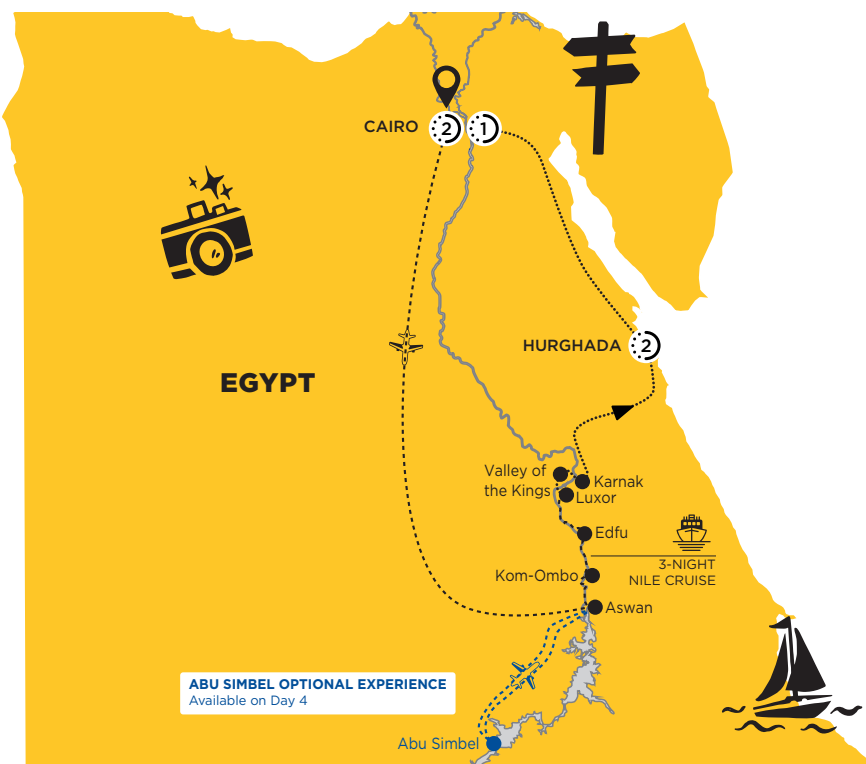 CAIRO
2
1
HURGHADA
2
EGYPT
Valley of
the Kings
Karnak
Luxor
Edfu
3-NIGHT
NILE CRUISE
Kom-Ombo
Aswan
ABU SIMBEL OPTIONAL EXPERIENCE
Available on Day 4
Abu Simbel